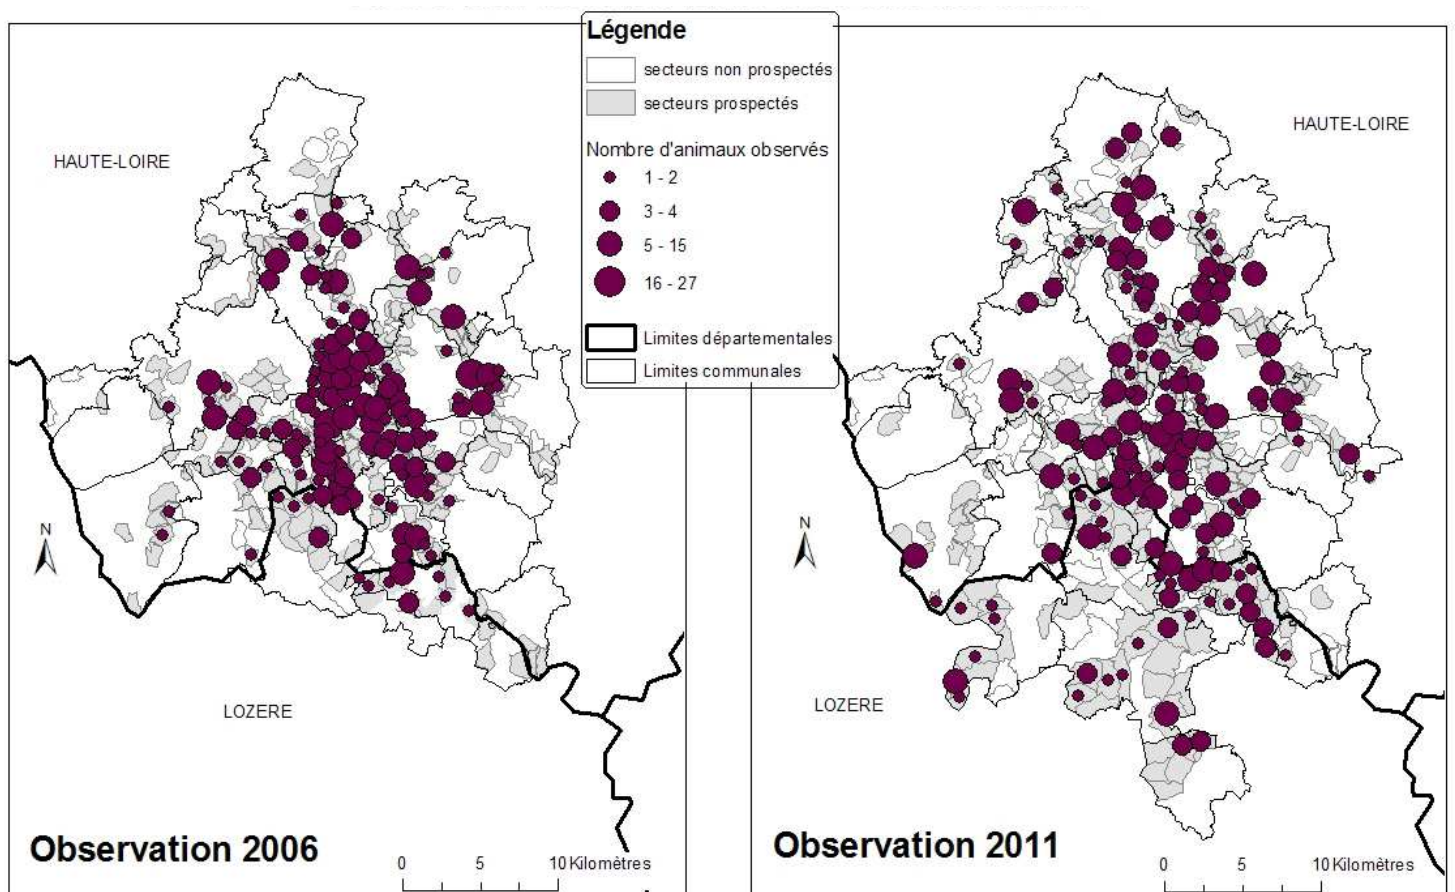 Légende
secteurs non prospectés
secteurs prospectés
Nombre d'animaux observés
1 - 2
3 - 4
5 - 15
16 - 27
Limites départementales
Limites communales
HAUTE-LOIRE
N
LOZERE
Observation 2006
0 5 10 Kilomètres
HAUTE-LOIRE
N
LOZERE
Observation 2011
0 5 10 Kilomètres